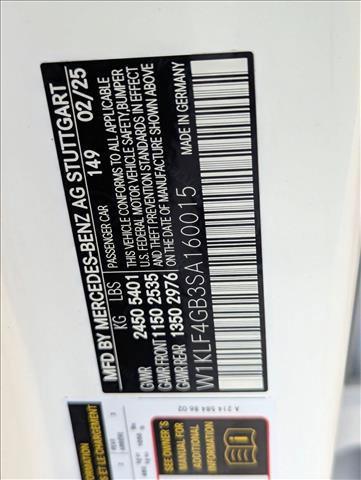 MFD BY MERCEDES-BENZ AG STUTTGART
149 02/25
PASSENGER CAR
KG LBS
GVWR 2450 5401
GAWR FRONT 1150 2535
GAWR REAR 1350 2976
THIS VEHICLE CONFORMS TO ALL APPLICABLE
U.S. FEDERAL MOTOR VEHICLE SAFETY,BUMPER
AND THEFT PREVENTION STANDARDS IN EFFECT
ON THE DATE OF MANUFACTURE SHOWN ABOVE
W1KLF4GB3SA160015
MADE IN GERMANY
A 214 584 86 02
SEE OWNER'S
MANUAL FOR
ADDITIONAL
INFORMATION
ET LE CHARGEMENT